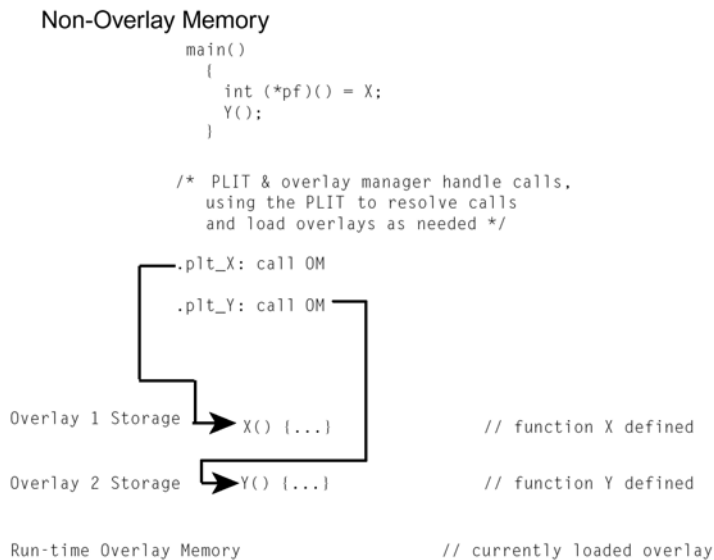 Non-Overlay Memory
main()
{
int (*pf)() = X;
Y();
}
/* PLIT & overlay manager handle calls,
using the PLIT to resolve calls
and load overlays as needed */
.plt_X: call OM
.plt_Y: call OM
Overlay 1 Storage X() {...} // function X defined
Overlay 2 Storage Y() {...} // function Y defined
Run-time Overlay Memory // currently loaded overlay